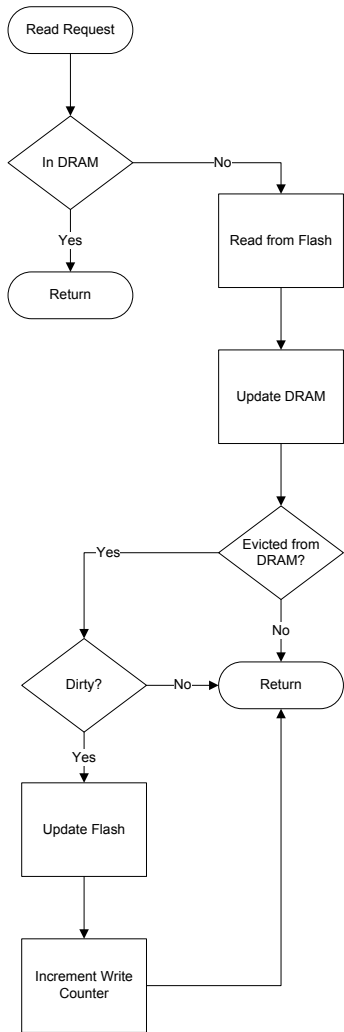 Read Request
In DRAM
No
Yes
Read from Flash
Return
Update DRAM
Evicted from
DRAM?
Yes
No
Dirty?
No
Return
Yes
Update Flash
Increment Write
Counter